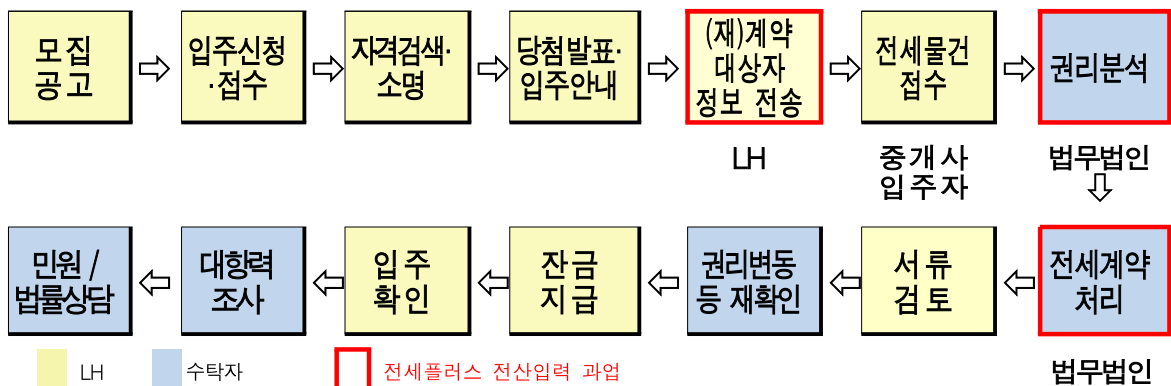 모집
공고
입주신청
·접수
자격검색·
소명
당첨발표·
입주안내
(재)계약
대상자
정보 전송
전세물건
접수
권리분석
LH
중개사
입주자
법무법인
민원 /
법률상담
대항력
조사
입주
확인
잔금
지급
권리변동
등 재확인
서류
검토
전세계약
처리
LH
수탁자
전세플러스 전산입력 과업
법무법인